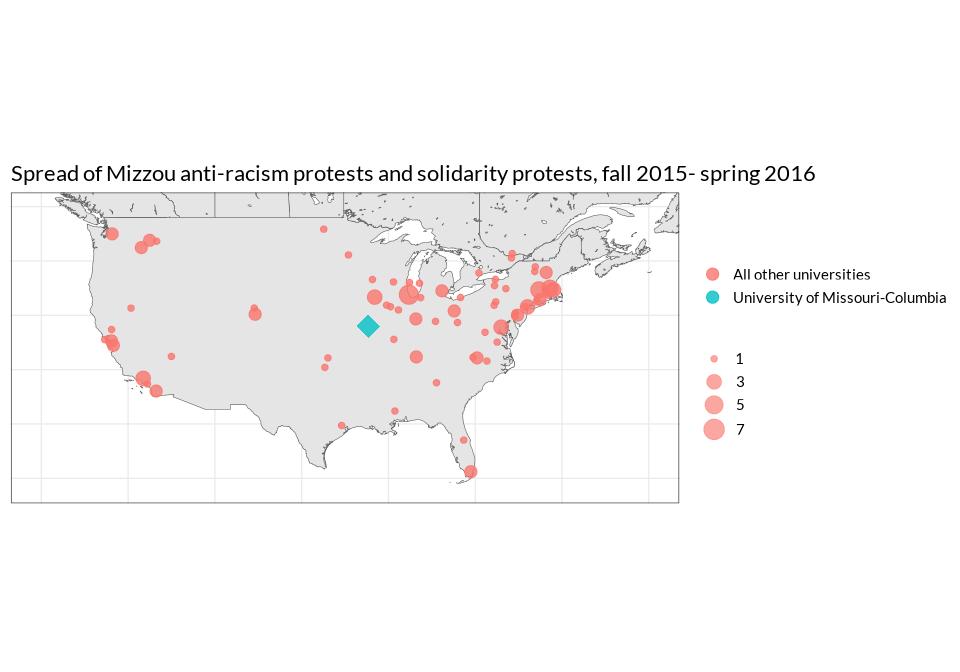 Spread of Mizzou anti-racism protests and solidarity protests, fall 2015- spring 2016
All other universities
University of Missouri-Columbia
1
3
5
7